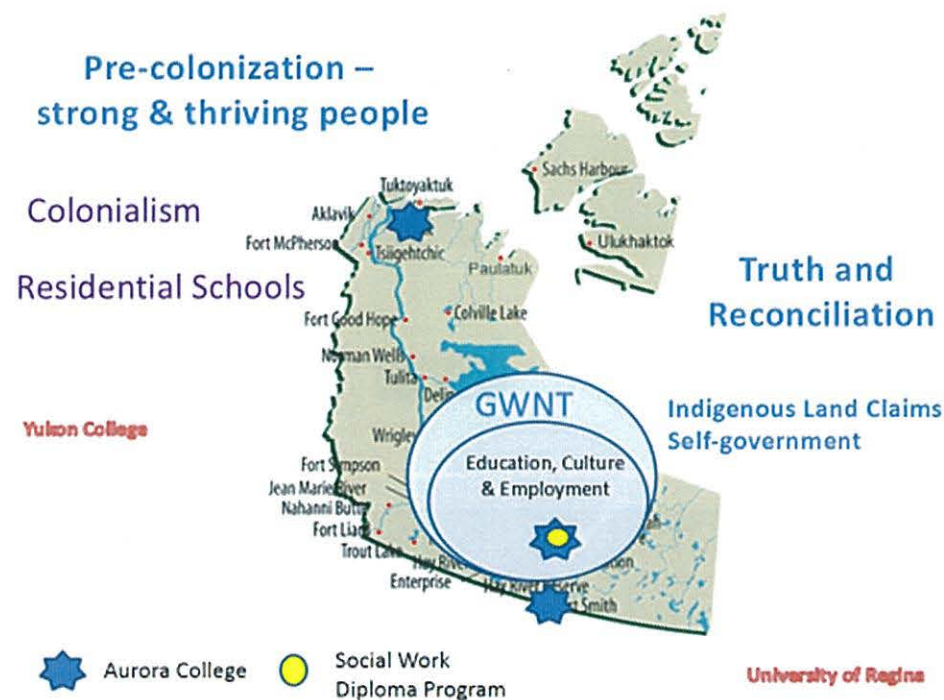 Pre-colonization –
strong & thriving people
Colonialism
Residential Schools
Yukon College
Truth and
Reconciliation
Indigenous Land Claims
Self-government
Sachs Harbour
Ulukhaktok
Tuktoyaktuk
Aklavik
Fort McPherson
Tsiigehtchic
Paulatuk
Colville Lake
Fort Good Hope
Norman Wells
Tulita
GWNT
Education, Culture
& Employment
Wrigley
Fort Simpson
Jean Marie River
Nahanni Butte
Fort Liard
Trout Lake
Enterprise
Aurora College
Social Work
Diploma Program
University of Regina